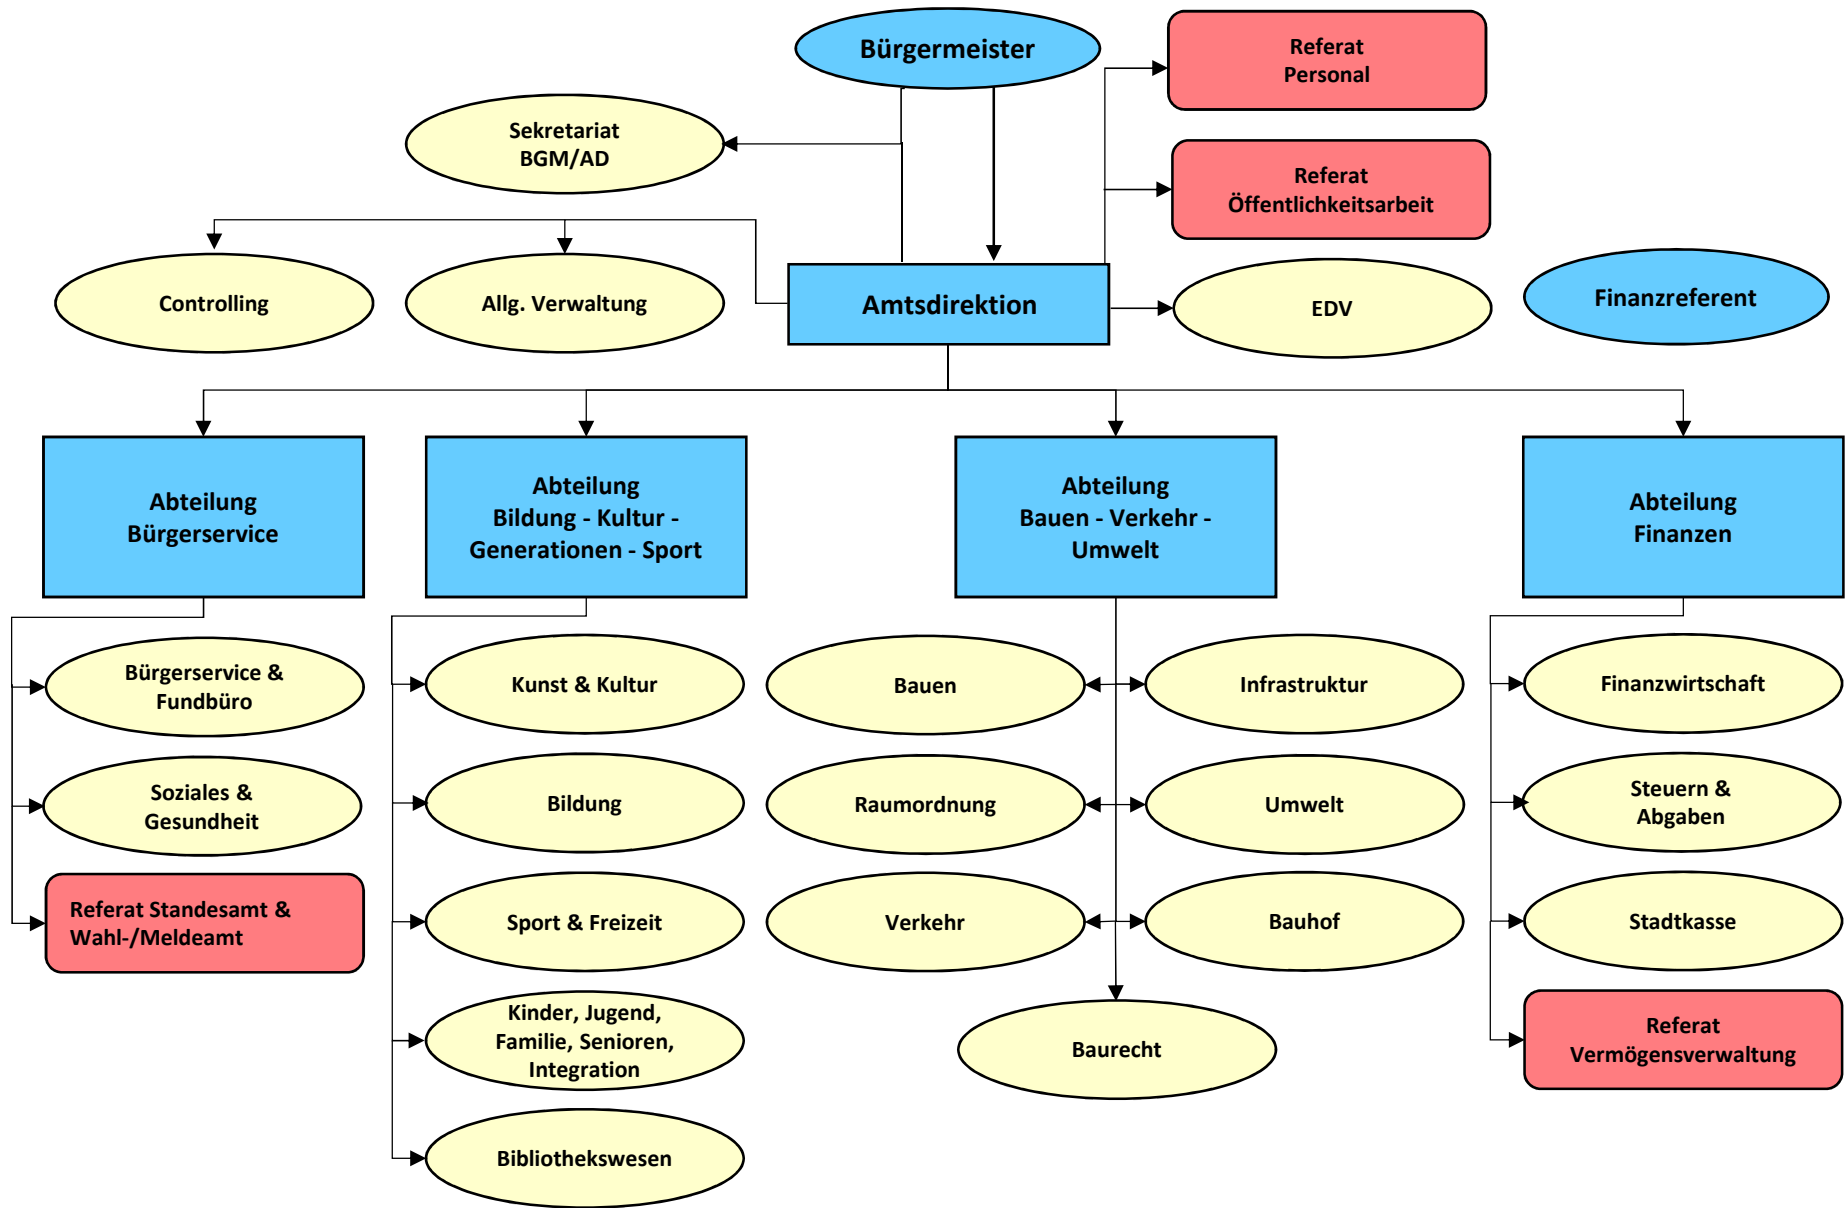 Bürgermeister
Referat
Personal
Sekretariat
BGM/AD
Referat
Öffentlichkeitsarbeit
Controlling
Allg. Verwaltung
Amtsdirektion
EDV
Finanzreferent
Abteilung
Bürgerservice
Abteilung
Bildung - Kultur -
Generationen - Sport
Abteilung
Bauen - Verkehr -
Umwelt
Abteilung
Finanzen
Bürgerservice &
Fundbüro
Soziales &
Gesundheit
Referat Standesamt &
Wahl-/Meldeamt
Kunst & Kultur
Bildung
Sport & Freizeit
Kinder, Jugend,
Familie, Senioren,
Integration
Bibliothekswesen
Bauen
Infrastruktur
Raumordnung
Umwelt
Verkehr
Bauhof
Baurecht
Finanzwirtschaft
Steuern &
Abgaben
Stadtkasse
Referat
Vermögensverwaltung